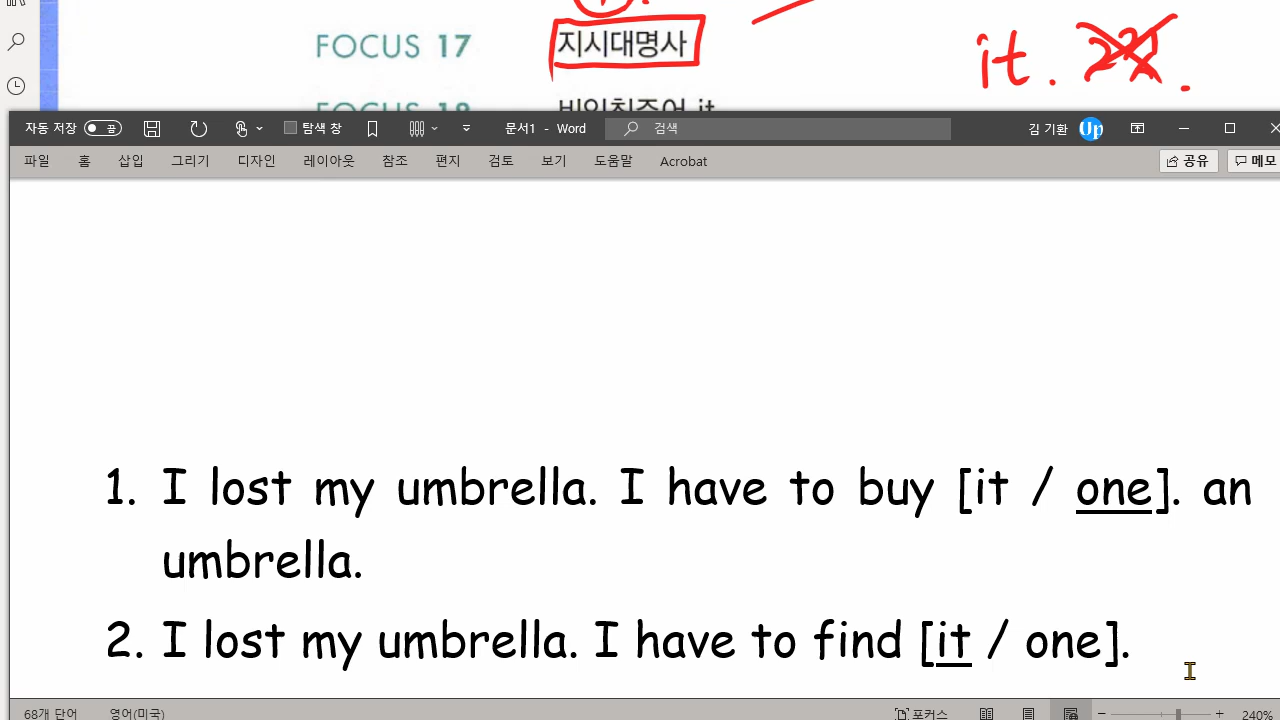 FOCUS 17 지시대명사
it.
자동 저장 끔 탐색 창 문서1 - Word 검색 김 기환 Up
파일 홈 삽입 그리기 디자인 레이아웃 참조 편지 검토 보기 도움말 Acrobat 공유 메모
1. I lost my umbrella. I have to buy [it / one]. an
umbrella.
2. I lost my umbrella. I have to find [it / one].
68개 단어 영어(미국) 포커스 240%